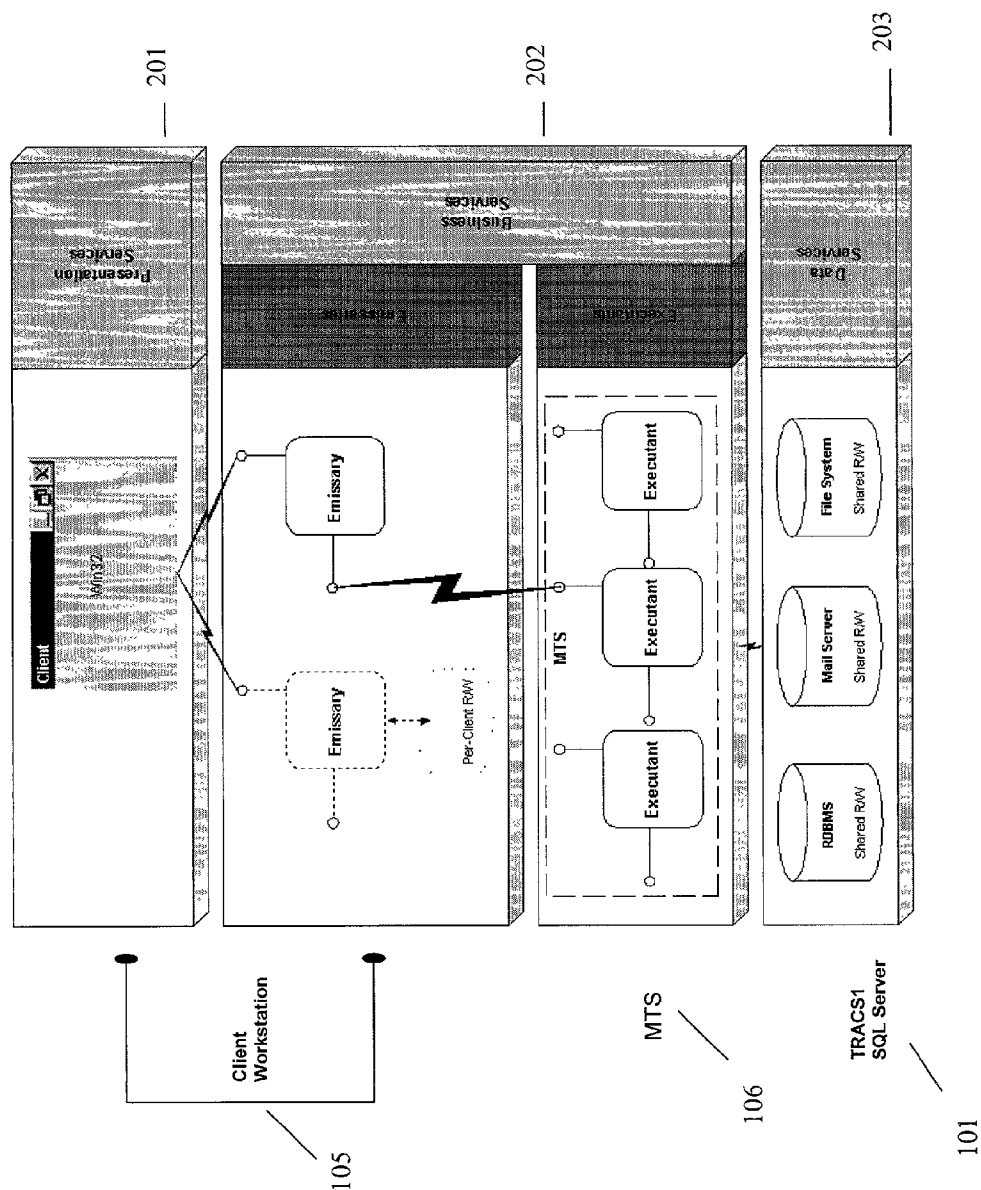 201
202
203
Presentation
Services
Business
Services
Emissaries
Executants
Data
Services
Client
Win32
Emissary
Emissary
Per-Client R/W
MTS
Executant
Executant
Executant
RDBMS
Shared R/W
Mail Server
Shared R/W
File System
Shared R/W
Client
Workstation
105
MTS
106
TRACS1
SQL Server
101